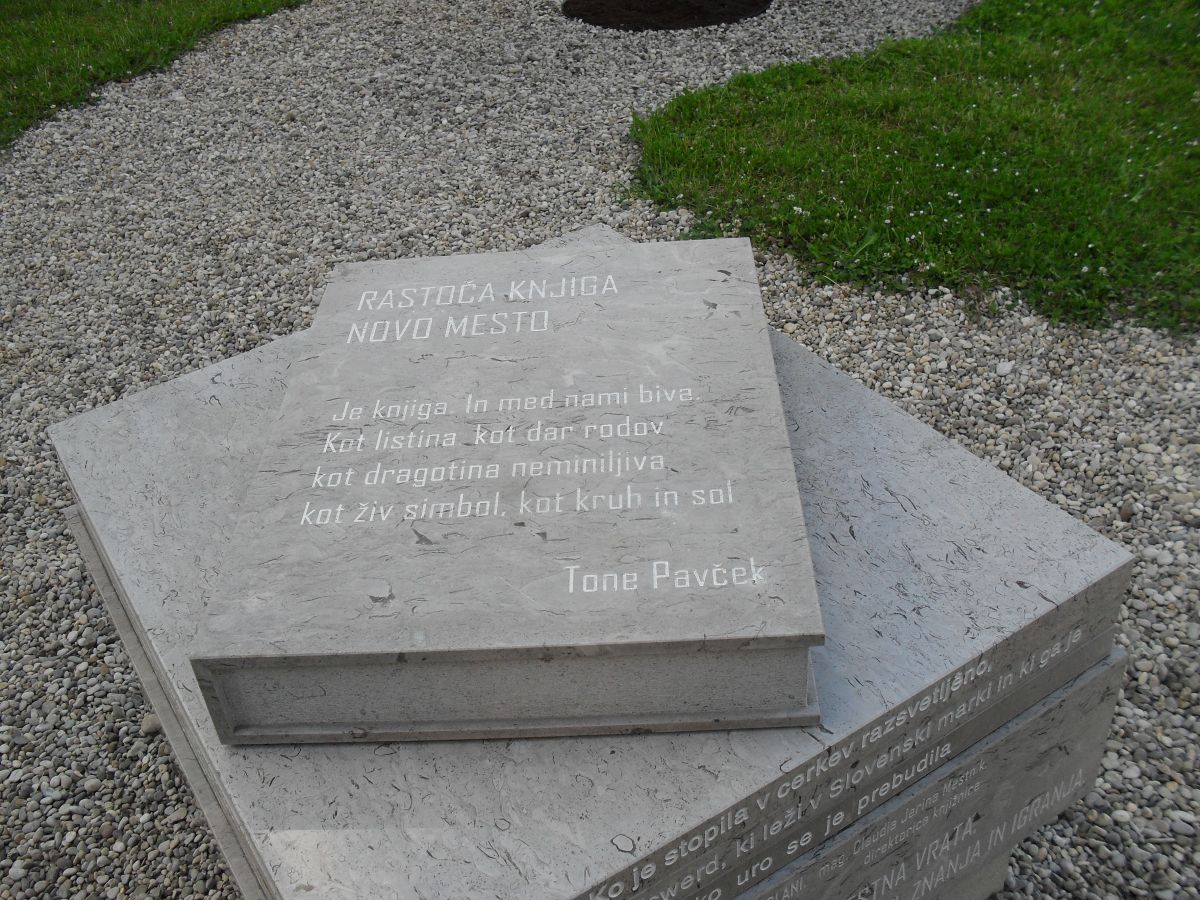 RASTOČA KNJIGA
NOVO MESTO
Je knjiga. In med nami biva.
Kot listina, kot dar rodov
kot dragotina neminiljiva
kot živ simbol, kot kruh in sol
Tone Pavček
Ko je stopila v cerkev razsvetljeno,
ki leži v Slovenski marki in ki ga je
uro se je prebudila
mag. Claudia Jerina Mestnik
direktorica knjižnice
VRATA.
ZNANJA IN IGRANJA.